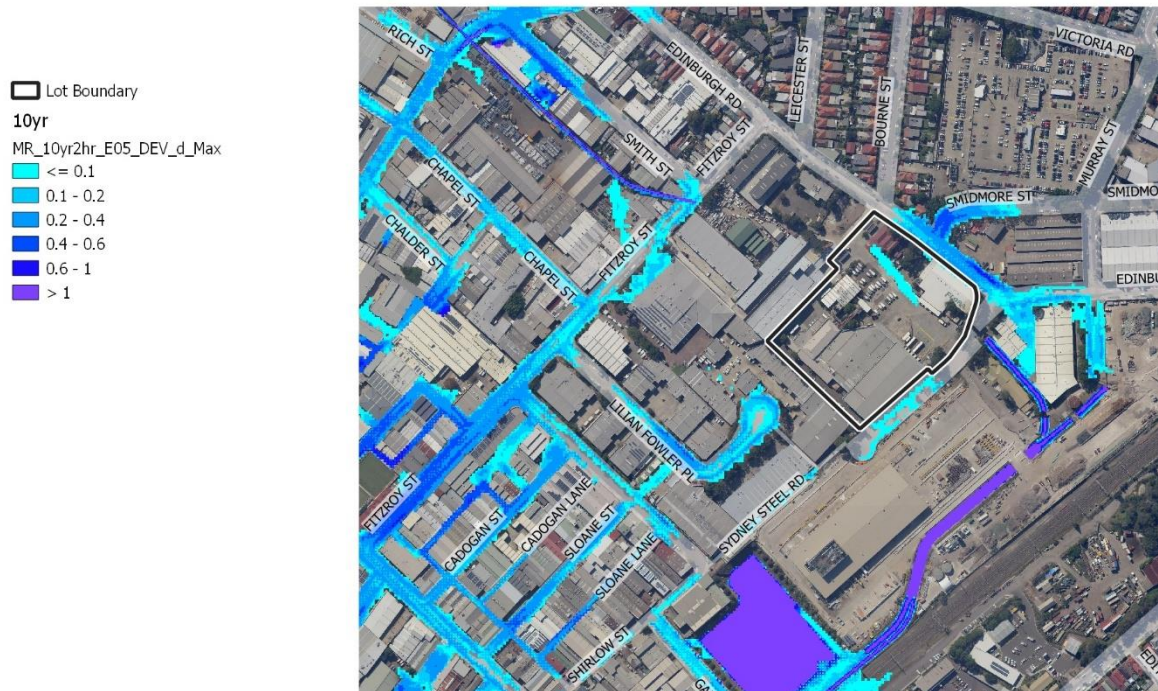 Lot Boundary
10yr
MR_10yr2hr_E05_DEV_d_Max
<= 0.1
0.1 - 0.2
0.2 - 0.4
0.4 - 0.6
0.6 - 1
> 1
RICH ST
EDINBURGH RD
LEICESTER ST
BOURNE ST
VICTORIA RD
MURRAY ST
SMITH ST
FITZROY ST
SMIDMORE ST
SMIDMO
CHAPEL ST
CHALDER ST
CHAPEL ST
FITZROY ST
EDINBU
LILIAN FOWLER PL
SYDNEY STEEL RD
FITZROY ST
CADOGAN ST
CADOGAN LANE
SLOANE ST
SLOANE LANE
SHIRLOW ST
GA
EDI